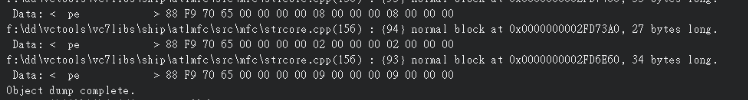 Data: <  pe             > 88 F9 70 65 00 00 00 00 08 00 00 00 08 00 00 00
f:\dd\vctools\vc7libs\ship\atlmfc\src\mfc\strcore.cpp(156) : {94} normal block at 0x0000000002FD73A0, 27 bytes long.
Data: <  pe             > 88 F9 70 65 00 00 00 00 02 00 00 00 02 00 00 00
f:\dd\vctools\vc7libs\ship\atlmfc\src\mfc\strcore.cpp(156) : {93} normal block at 0x0000000002FD6E60, 34 bytes long.
Data: <  pe             > 88 F9 70 65 00 00 00 00 09 00 00 00 09 00 00 00
Object dump complete.